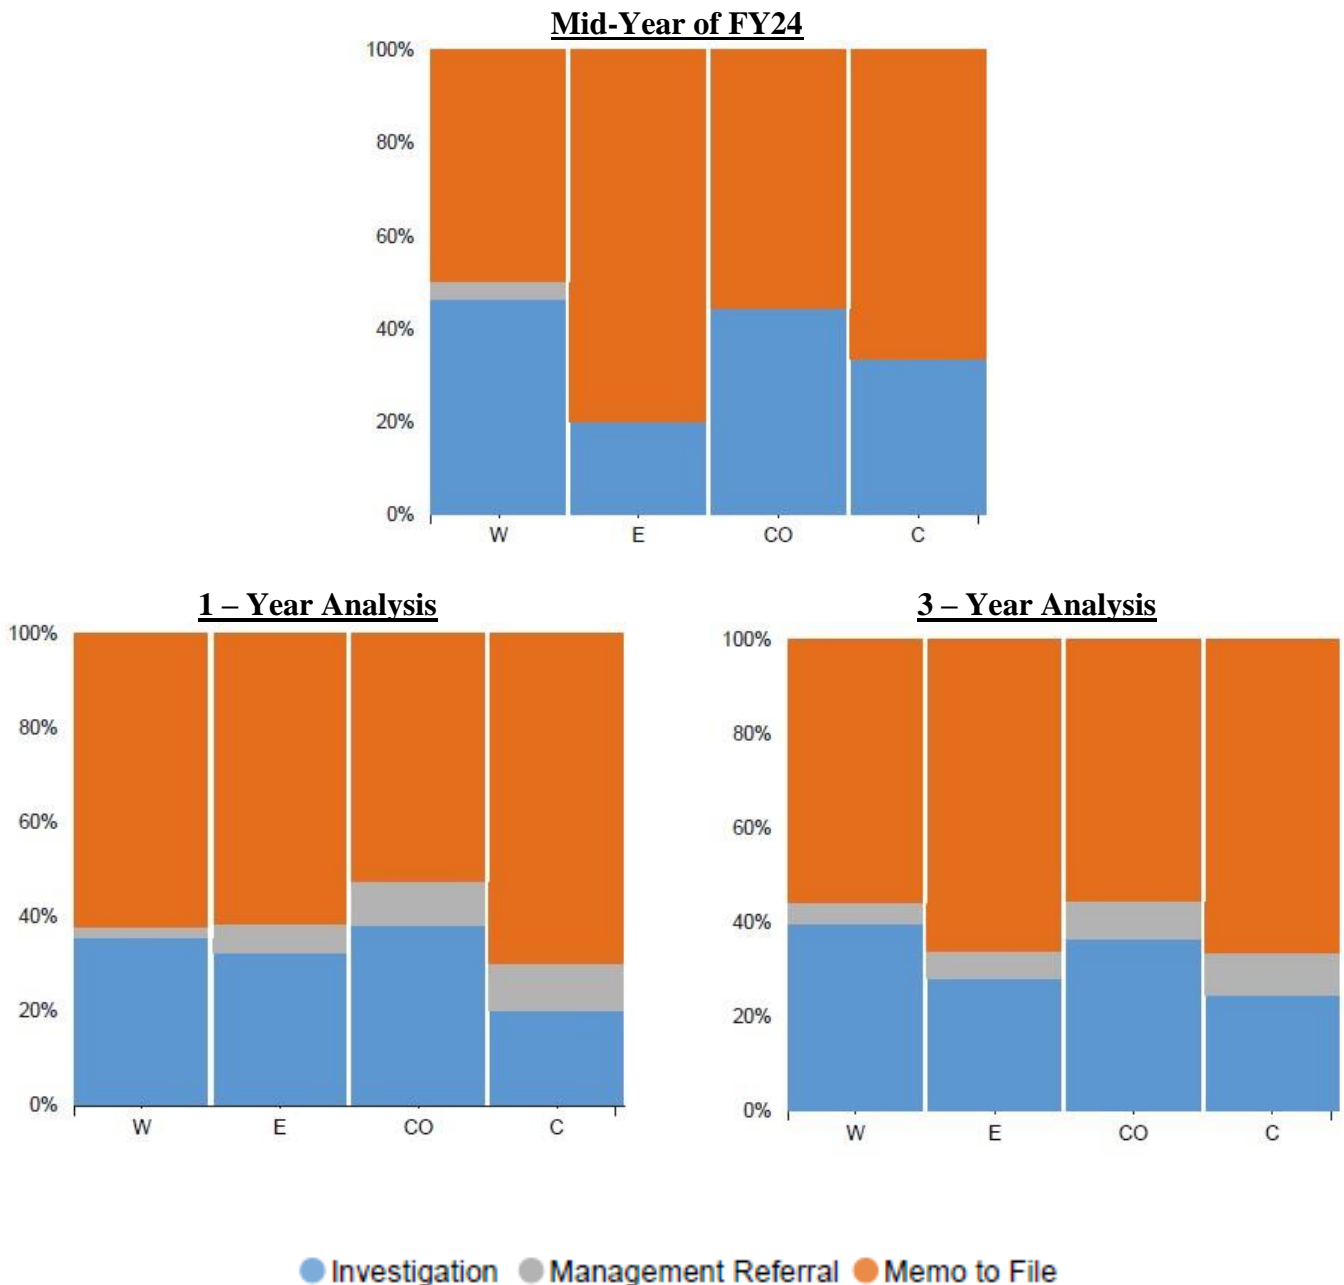 Mid-Year of FY24
100%
80%
60%
40%
20%
0%
W E CO C
1 – Year Analysis
100%
80%
60%
40%
20%
0%
W E CO C
3 – Year Analysis
100%
80%
60%
40%
20%
0%
W E CO C
Investigation Management Referral Memo to File